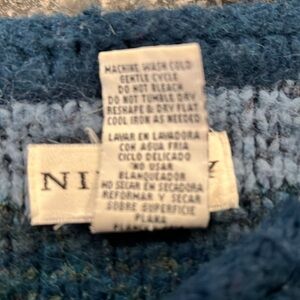 MACHINE WASH COLD
GENTLE CYCLE
DO NOT BLEACH
DO NOT TUMBLE DRY
RESHAPE & DRY FLAT
COOL IRON AS NEEDED
LAVAR EN LAVADORA
CON AGUA FRIA
CICLO DELICADO
NO USAR
BLANQUEADOR
NO SECAR EN SECADORA
REFORMAR Y SECAR
SOBRE SUPERFICIE
PLANA